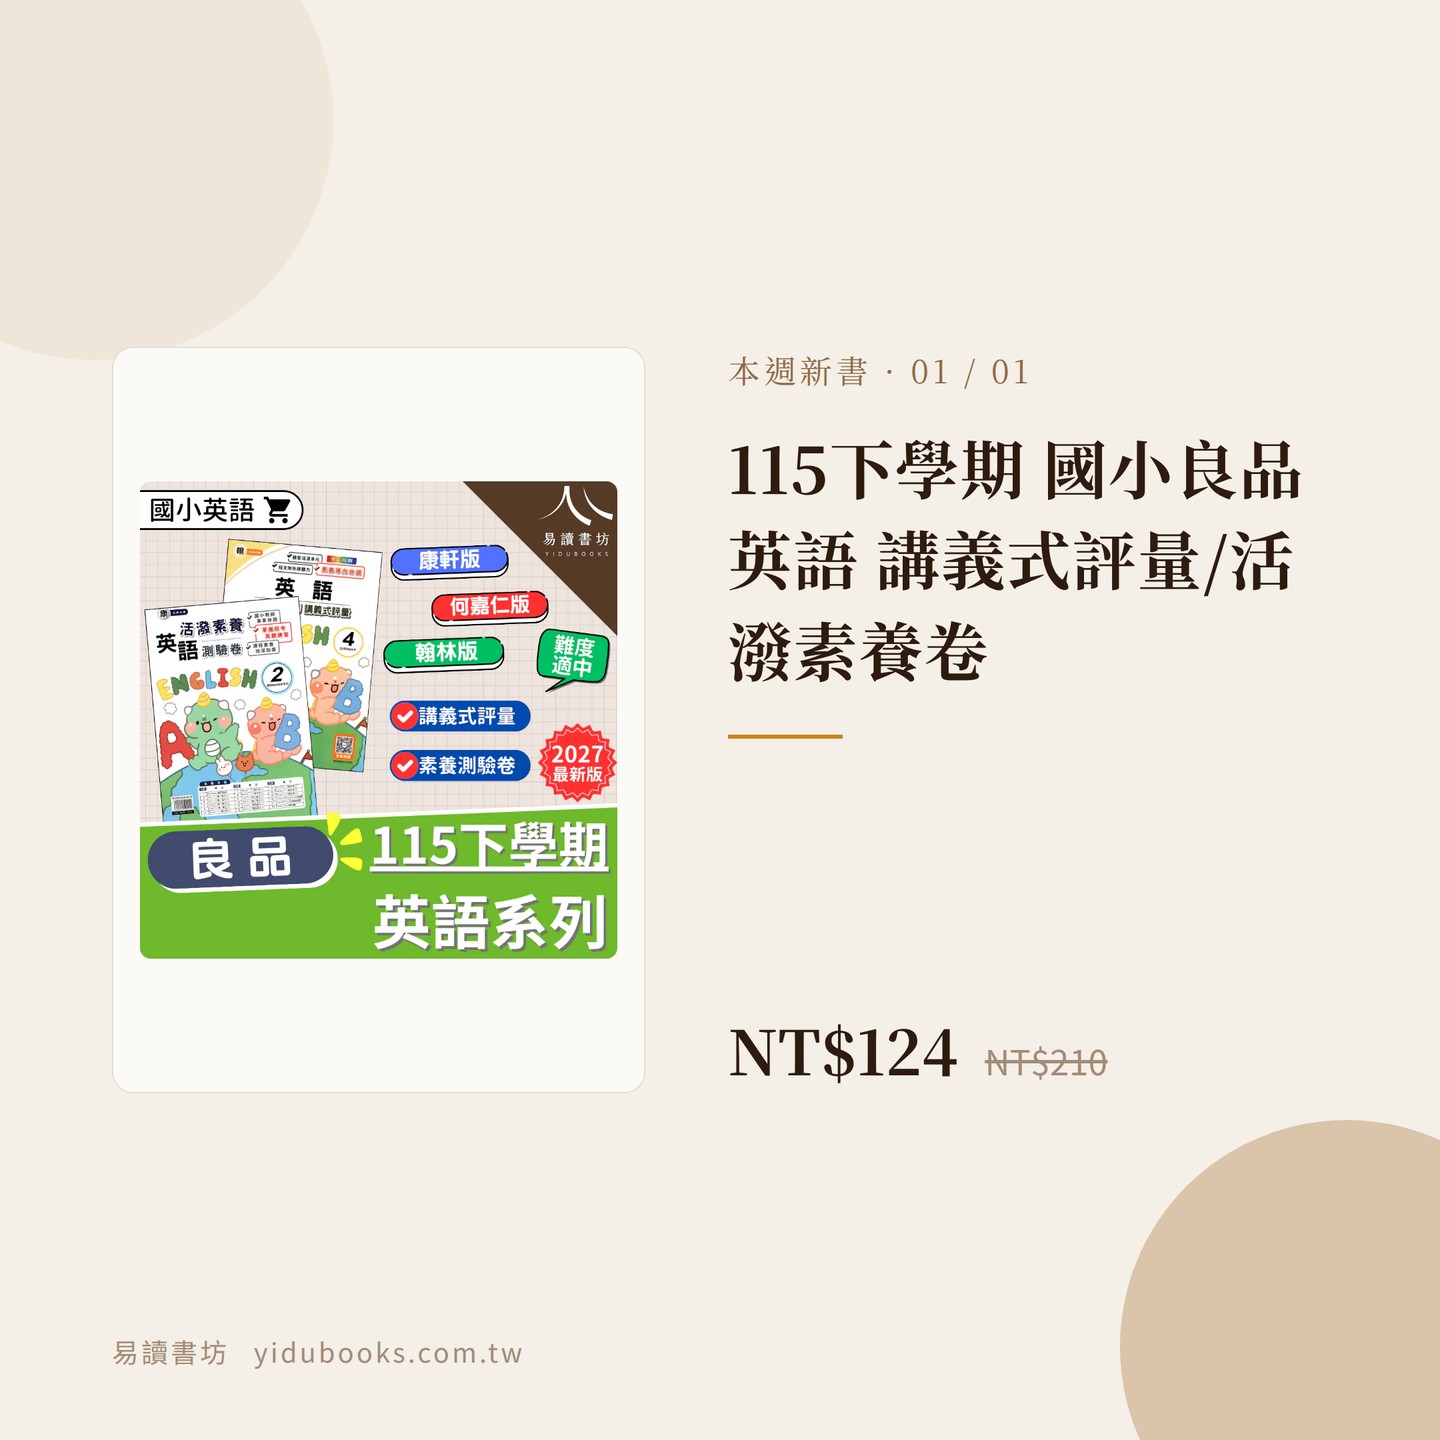 本週新書 · 01 / 01
115下學期 國小良品
英語 講義式評量/活
潑素養卷
NT$124 NT$210
國小英語
易讀書坊
YIDUBOOKS
康軒版
何嘉仁版
翰林版
難度
適中
講義式評量
素養測驗卷
2027
最新版
英 語
講義式評量
4
活潑素養
英語
測驗卷
ENGLISH
2
A
B
B
良品
115下學期
英語系列
易讀書坊 yidubooks.com.tw